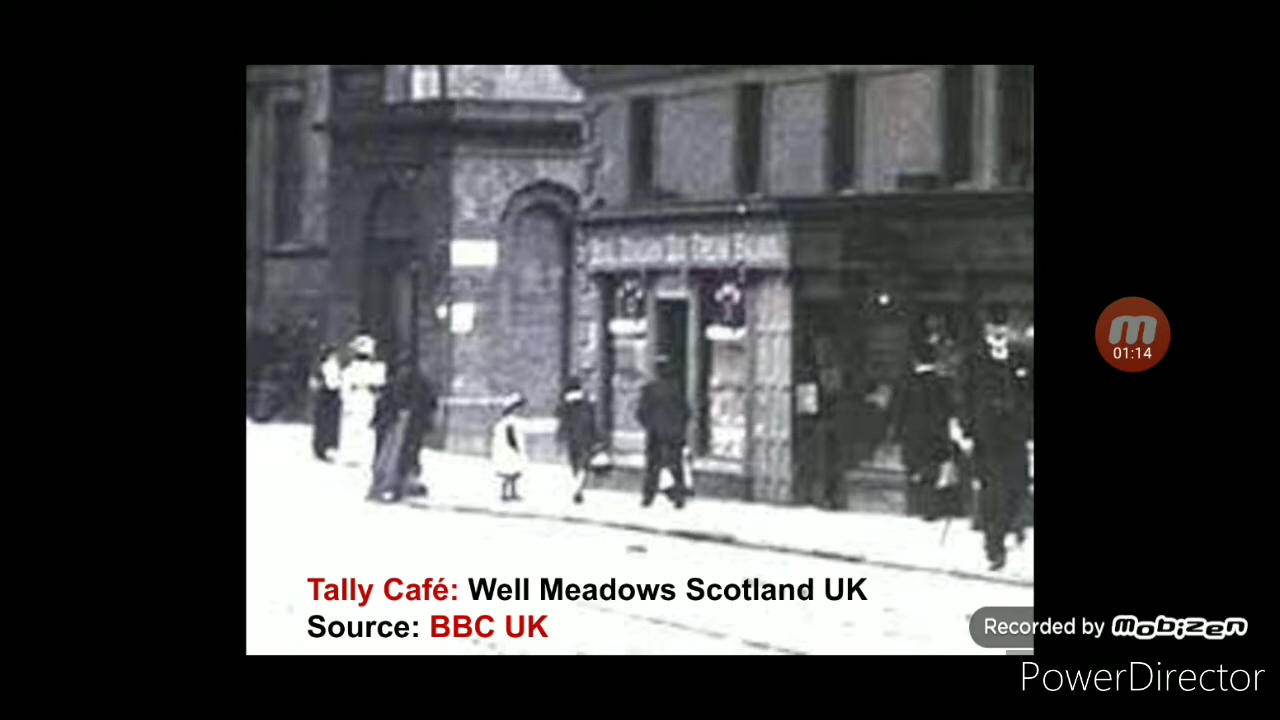 01:14
Tally Café: Well Meadows Scotland UK
Source: BBC UK
Recorded by mobizen
PowerDirector